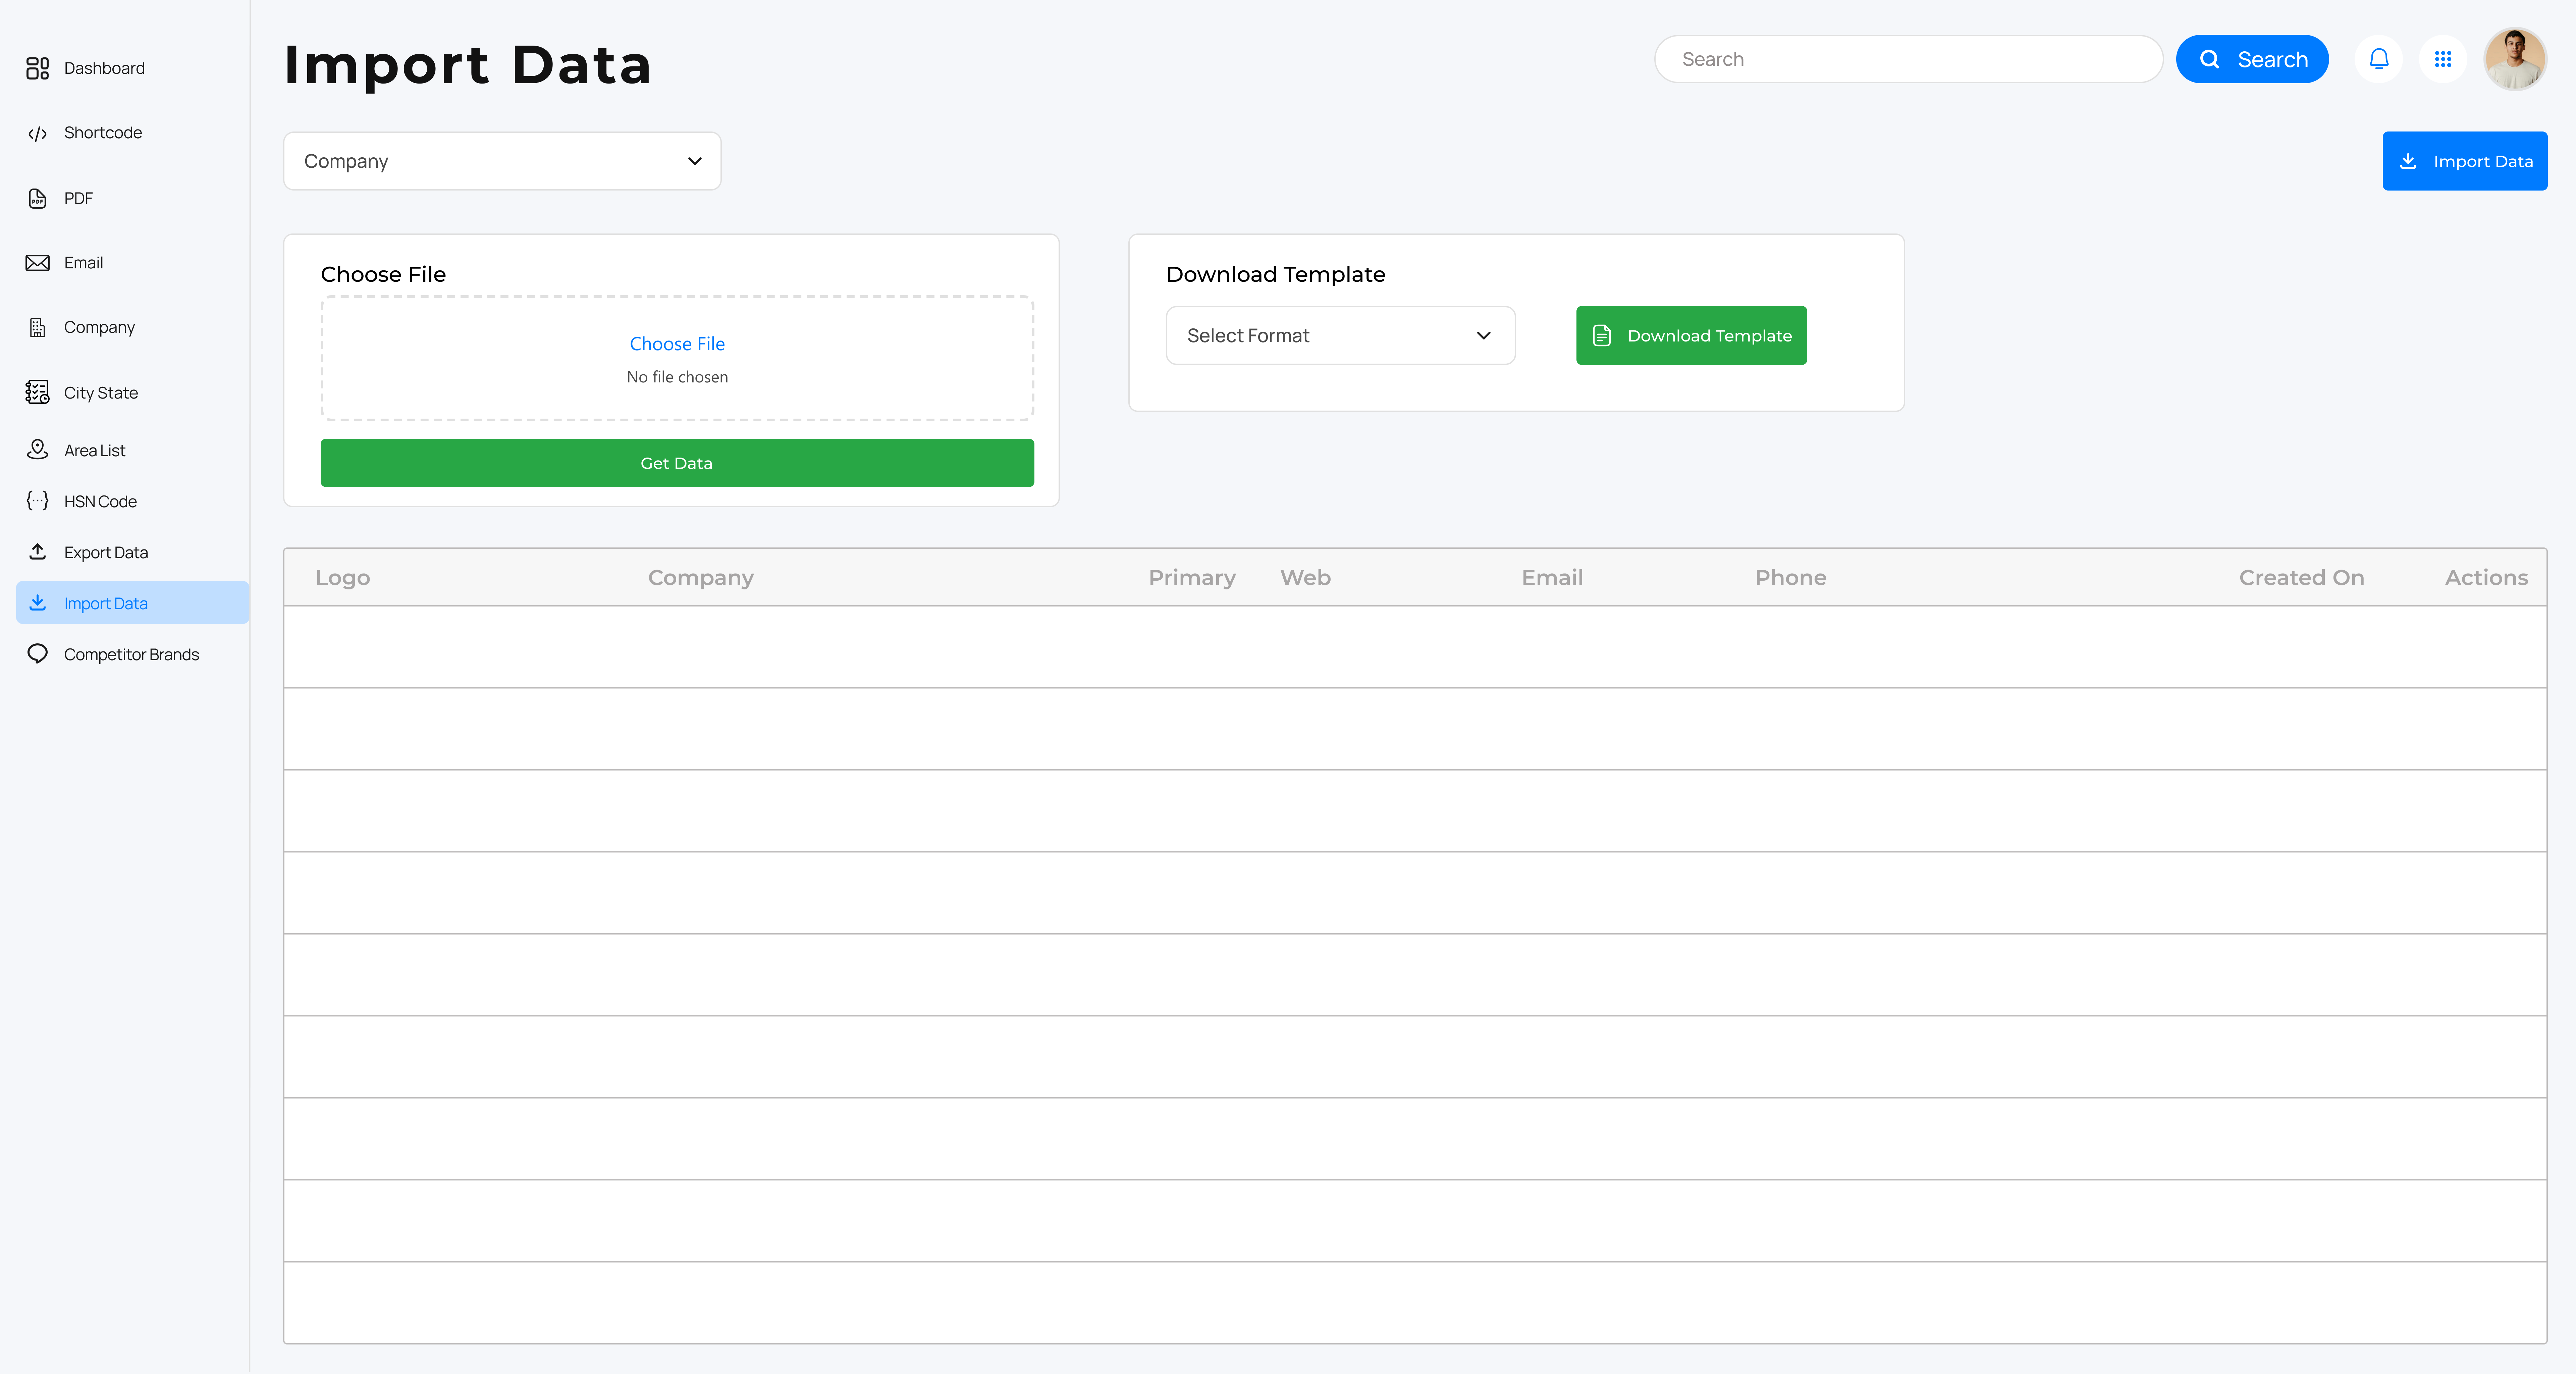 Dashboard
Shortcode
PDF
Email
Company
City State
Area List
HSN Code
Export Data
Import Data
Competitor Brands
Import Data
Search
Search
Company
Import Data
Choose File
Choose File
No file chosen
Get Data
Download Template
Select Format
Download Template
Logo Company Primary Web Email Phone Created On Actions